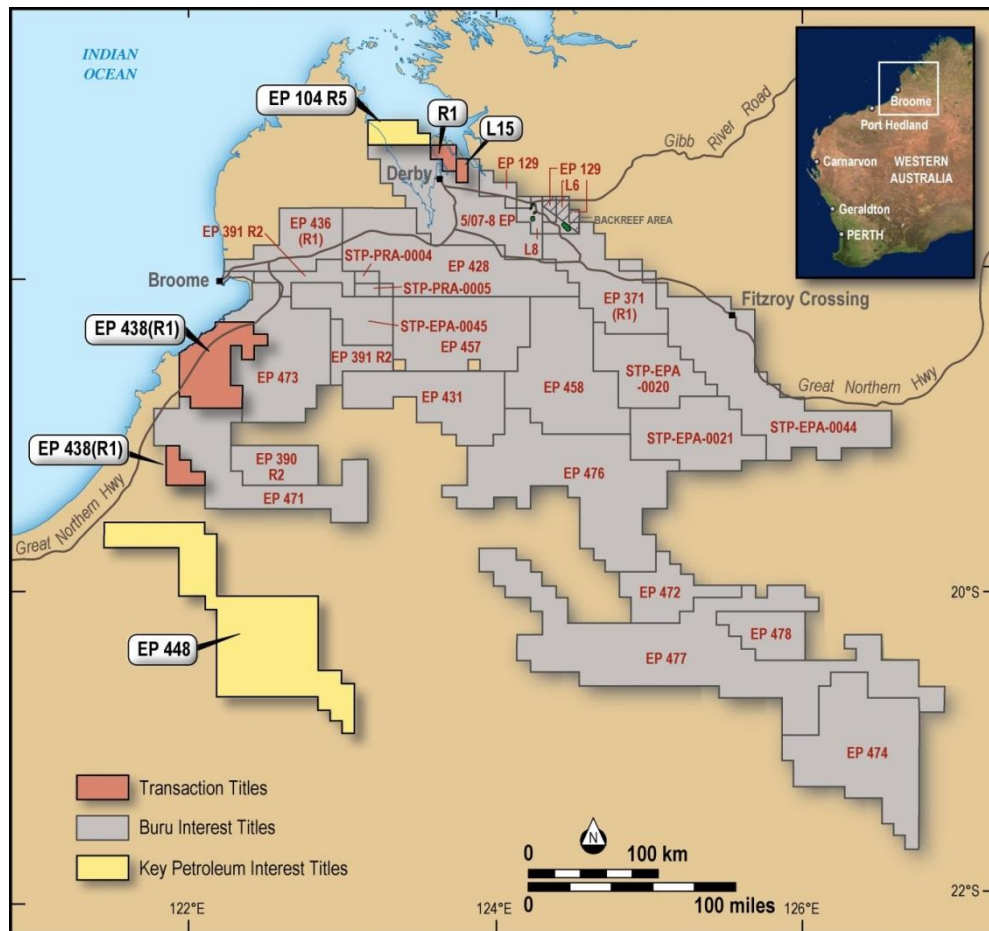 INDIAN
OCEAN
EP 104 R5
R1
L15
Gibb River Road
Broome
Port Hedland
Carnarvon
WESTERN
AUSTRALIA
Geraldton
PERTH
Derby
EP 129
EP 129
L6
5/07-8 EP
BACKREEF AREA
L8
EP 391 R2
EP 436
(R1)
STP-PRA-0004
EP 428
STP-PRA-0005
Broome
EP 371
(R1)
Fitzroy Crossing
EP 438(R1)
STP-EPA-0045
EP 457
EP 473
EP 391 R2
EP 431
EP 458
STP-EPA
-0020
Great Northern Hwy
STP-EPA-0021
STP-EPA-0044
EP 438(R1)
EP 390
R2
EP 471
EP 476
Great Northern Hwy
20°S
EP 472
EP 448
EP 478
EP 477
EP 474
Transaction Titles
Buru Interest Titles
Key Petroleum Interest Titles
N
0 100 km
0 100 miles
22°S
122°E
124°E
126°E